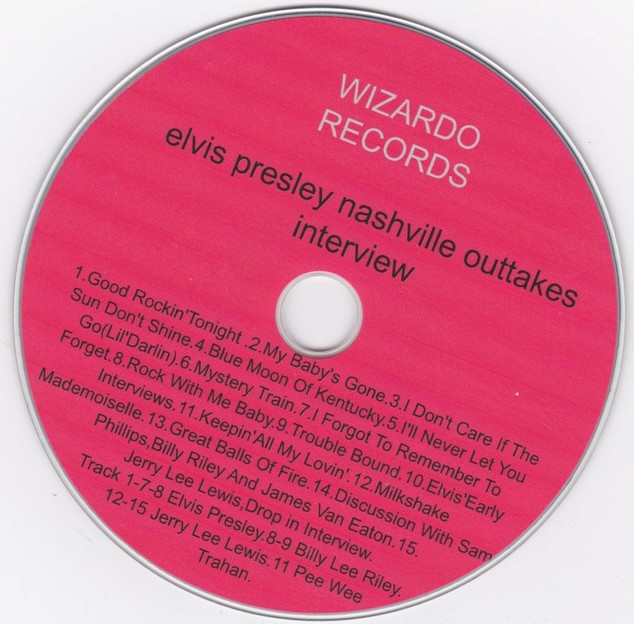 WIZARDO
RECORDS
elvis presley nashville outtakes
interview
1.Good Rockin'Tonight .2.My Baby's Gone.3.I Don't Care If The
Sun Don't Shine.4.Blue Moon Of Kentucky.5.I'll Never Let You
Go(Lil'Darlin).6.Mystery Train.7.I Forgot To Remember To
Forget.8.Rock With Me Baby.9.Trouble Bound.10.Elvis'Early
Interviews.11.Keepin'All My Lovin'.12.Milkshake
Mademoiselle.13.Great Balls Of Fire.14.Discussion With Sam
Phillips,Billy Riley And James Van Eaton.15.
Jerry Lee Lewis,Drop in Interview.
Track 1-7-8 Elvis Presley.8-9 Billy Lee Riley.
12-15 Jerry Lee Lewis.11 Pee Wee
Trahan.